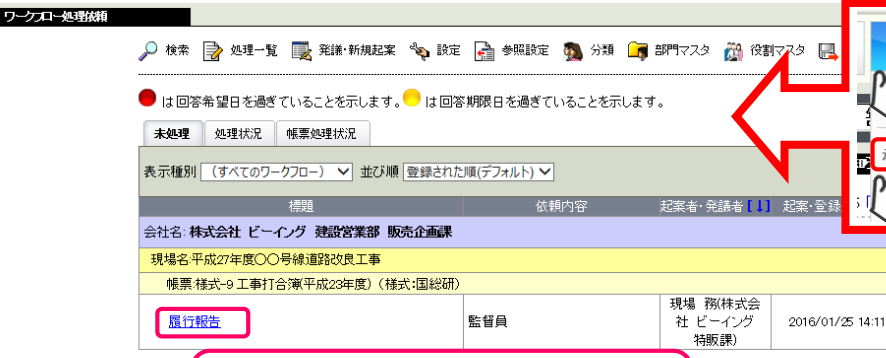 ワークフロー処理依頼
検索 処理一覧 発議・新規起案 設定 参照設定 分類 部門マスタ 役割マスタ
は回答希望日を過ぎていることを示します。 は回答期限日を過ぎていることを示します。
未処理 処理状況 帳票処理状況
表示種別 (すべてのワークフロー) 並び順 登録された順(デフォルト)
標題 依頼内容 起案者・発議者【↓】 起案・登録
会社名: 株式会社 ビーイング 建設営業部 販売企画課
現場名:平成27年度〇〇号線道路改良工事
帳票:様式-9 工事打合簿(平成23年度)(様式:国総研)
履行報告 監督員
現場 務(株式会
社 ビーイング
特販課)
2016/01/25 14:11